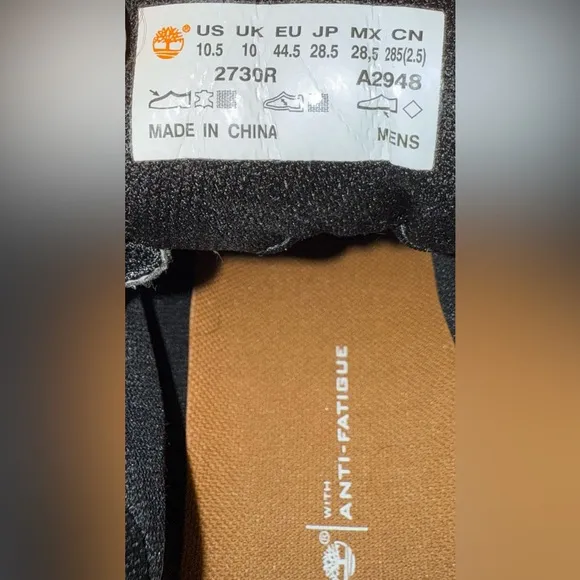 US UK EU JP MX CN
10.5 10 44.5 28.5 28,5 285(2.5)
2730R A2948
MADE IN CHINA MENS
WITH
ANTI-FATIGUE